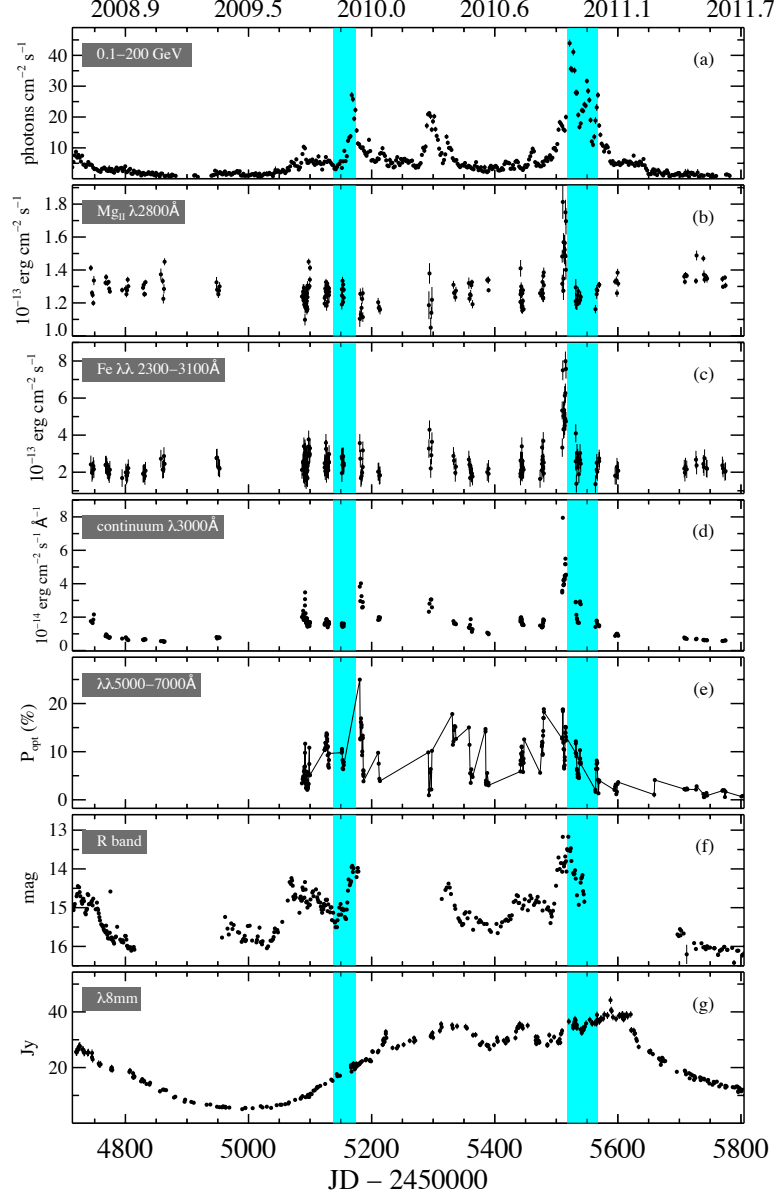 2008.9 2009.5 2010.0 2010.6 2011.1 2011.7
0.1−200 GeV (a)
photons cm⁻² s⁻¹
40
30
20
10
Mg_II λ2800Å (b)
10⁻¹³ erg cm⁻² s⁻¹
1.8
1.6
1.4
1.2
1.0
Fe λλ 2300−3100Å (c)
10⁻¹³ erg cm⁻² s⁻¹
8
6
4
2
continuum λ3000Å (d)
10⁻¹⁴ erg cm⁻² s⁻¹ Å⁻¹
8
6
4
2
0
λλ5000−7000Å (e)
P_opt (%)
20
10
0
R band (f)
mag
13
14
15
16
λ8mm (g)
Jy
40
20
4800 5000 5200 5400 5600 5800
JD − 2450000